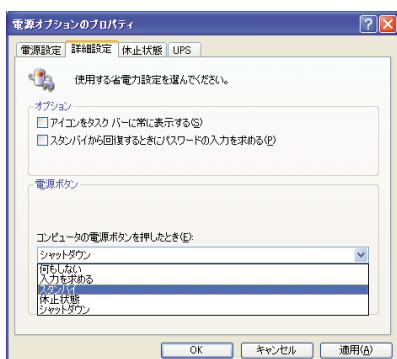 電源オプションのプロパティ
電源設定 詳細設定 休止状態 UPS
使用する省電力設定を選んでください。
オプション
アイコンをタスク バーに常に表示する(S)
スタンバイから回復するときにパスワードの入力を求める(P)
電源ボタン
コンピュータの電源ボタンを押したとき(E):
シャットダウン
何もしない
入力を求める
スタンバイ
休止状態
シャットダウン
OK キャンセル 適用(A)